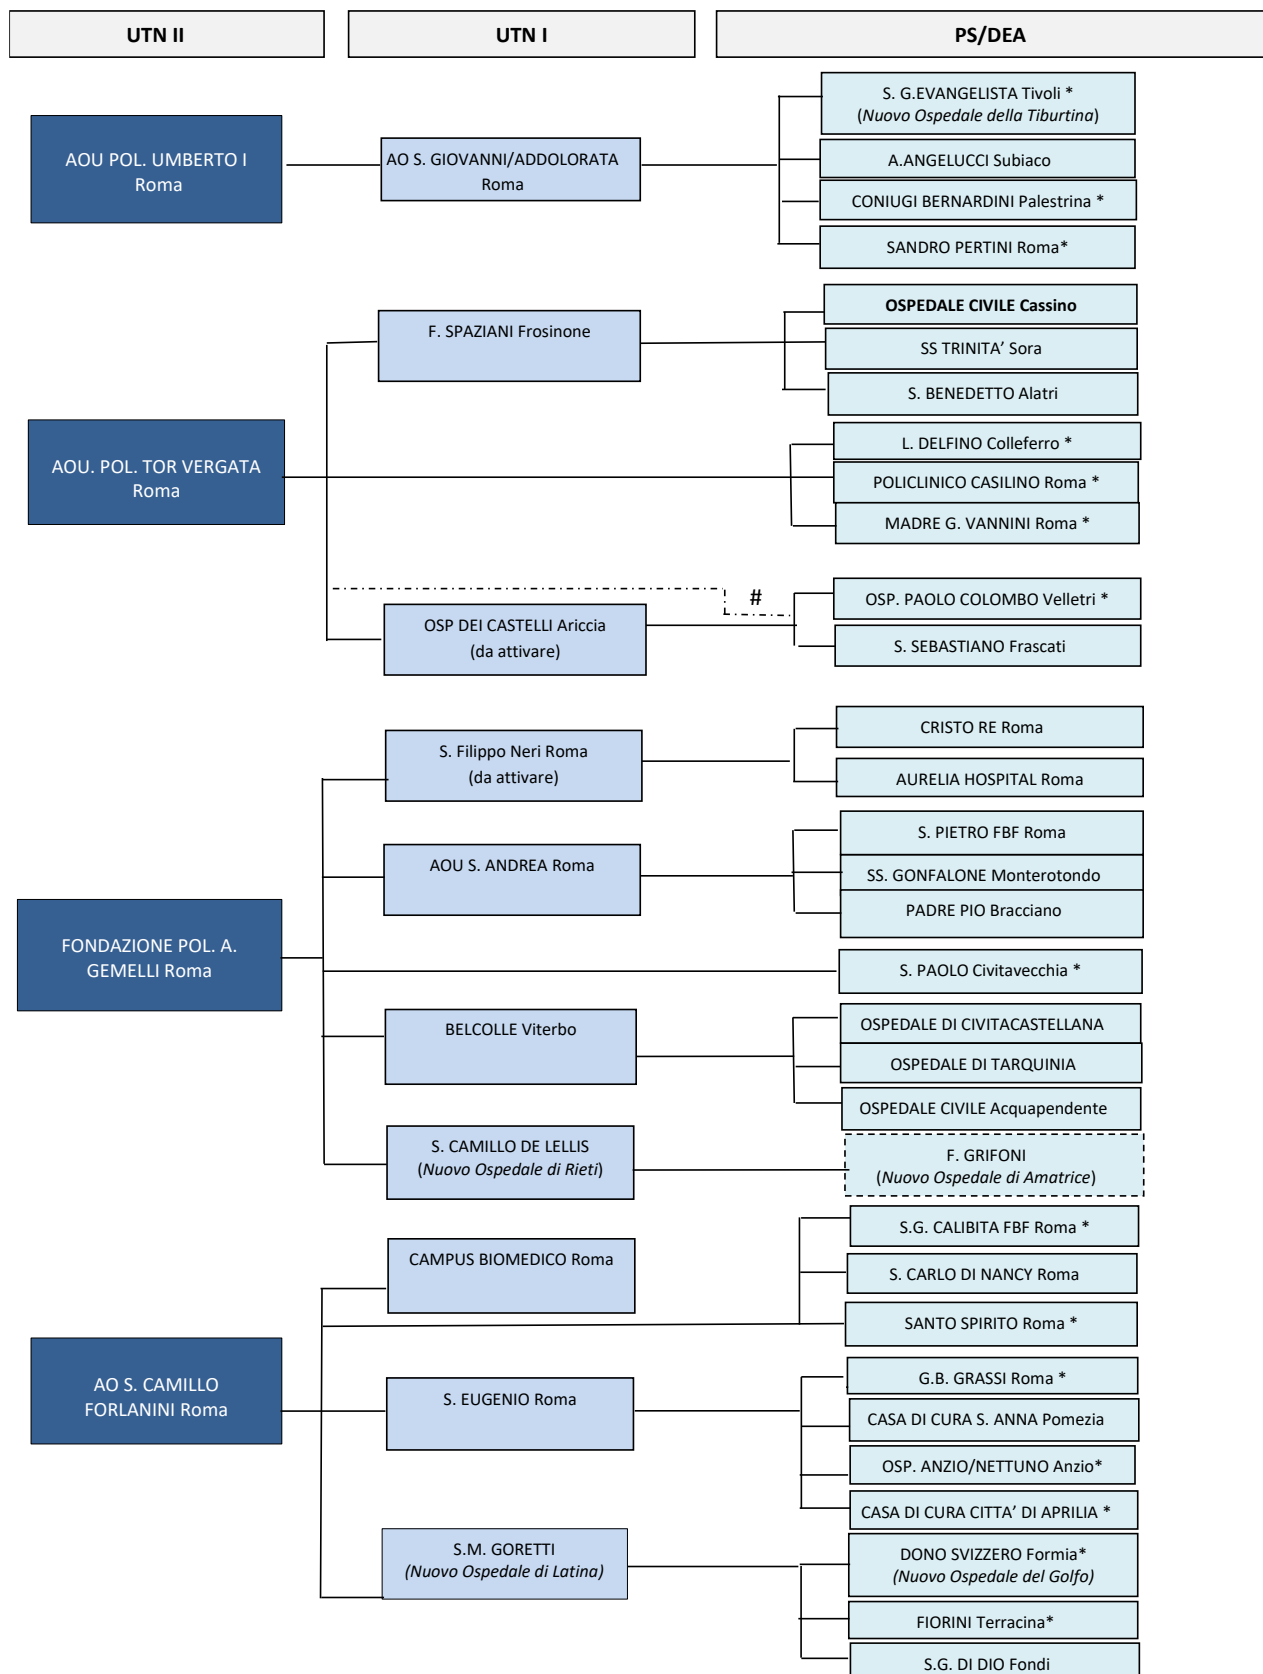 UTN II
UTN I
PS/DEA
AOU POL. UMBERTO I
Roma
AO S. GIOVANNI/ADDOLORATA
Roma
S. G.EVANGELISTA Tivoli *
(Nuovo Ospedale della Tiburtina)
A.ANGELUCCI Subiaco
CONIUGI BERNARDINI Palestrina *
SANDRO PERTINI Roma*
AOU. POL. TOR VERGATA
Roma
F. SPAZIANI Frosinone
OSPEDALE CIVILE Cassino
SS TRINITA’ Sora
S. BENEDETTO Alatri
L. DELFINO Colleferro *
POLICLINICO CASILINO Roma *
MADRE G. VANNINI Roma *
#
OSP DEI CASTELLI Ariccia
(da attivare)
OSP. PAOLO COLOMBO Velletri *
S. SEBASTIANO Frascati
FONDAZIONE POL. A.
GEMELLI Roma
S. Filippo Neri Roma
(da attivare)
CRISTO RE Roma
AURELIA HOSPITAL Roma
AOU S. ANDREA Roma
S. PIETRO FBF Roma
SS. GONFALONE Monterotondo
PADRE PIO Bracciano
S. PAOLO Civitavecchia *
BELCOLLE Viterbo
OSPEDALE DI CIVITACASTELLANA
OSPEDALE DI TARQUINIA
OSPEDALE CIVILE Acquapendente
S. CAMILLO DE LELLIS
(Nuovo Ospedale di Rieti)
F. GRIFONI
(Nuovo Ospedale di Amatrice)
AO S. CAMILLO
FORLANINI Roma
CAMPUS BIOMEDICO Roma
S.G. CALIBITA FBF Roma *
S. CARLO DI NANCY Roma
SANTO SPIRITO Roma *
S. EUGENIO Roma
G.B. GRASSI Roma *
CASA DI CURA S. ANNA Pomezia
OSP. ANZIO/NETTUNO Anzio*
CASA DI CURA CITTA’ DI APRILIA *
S.M. GORETTI
(Nuovo Ospedale di Latina)
DONO SVIZZERO Formia*
(Nuovo Ospedale del Golfo)
FIORINI Terracina*
S.G. DI DIO Fondi